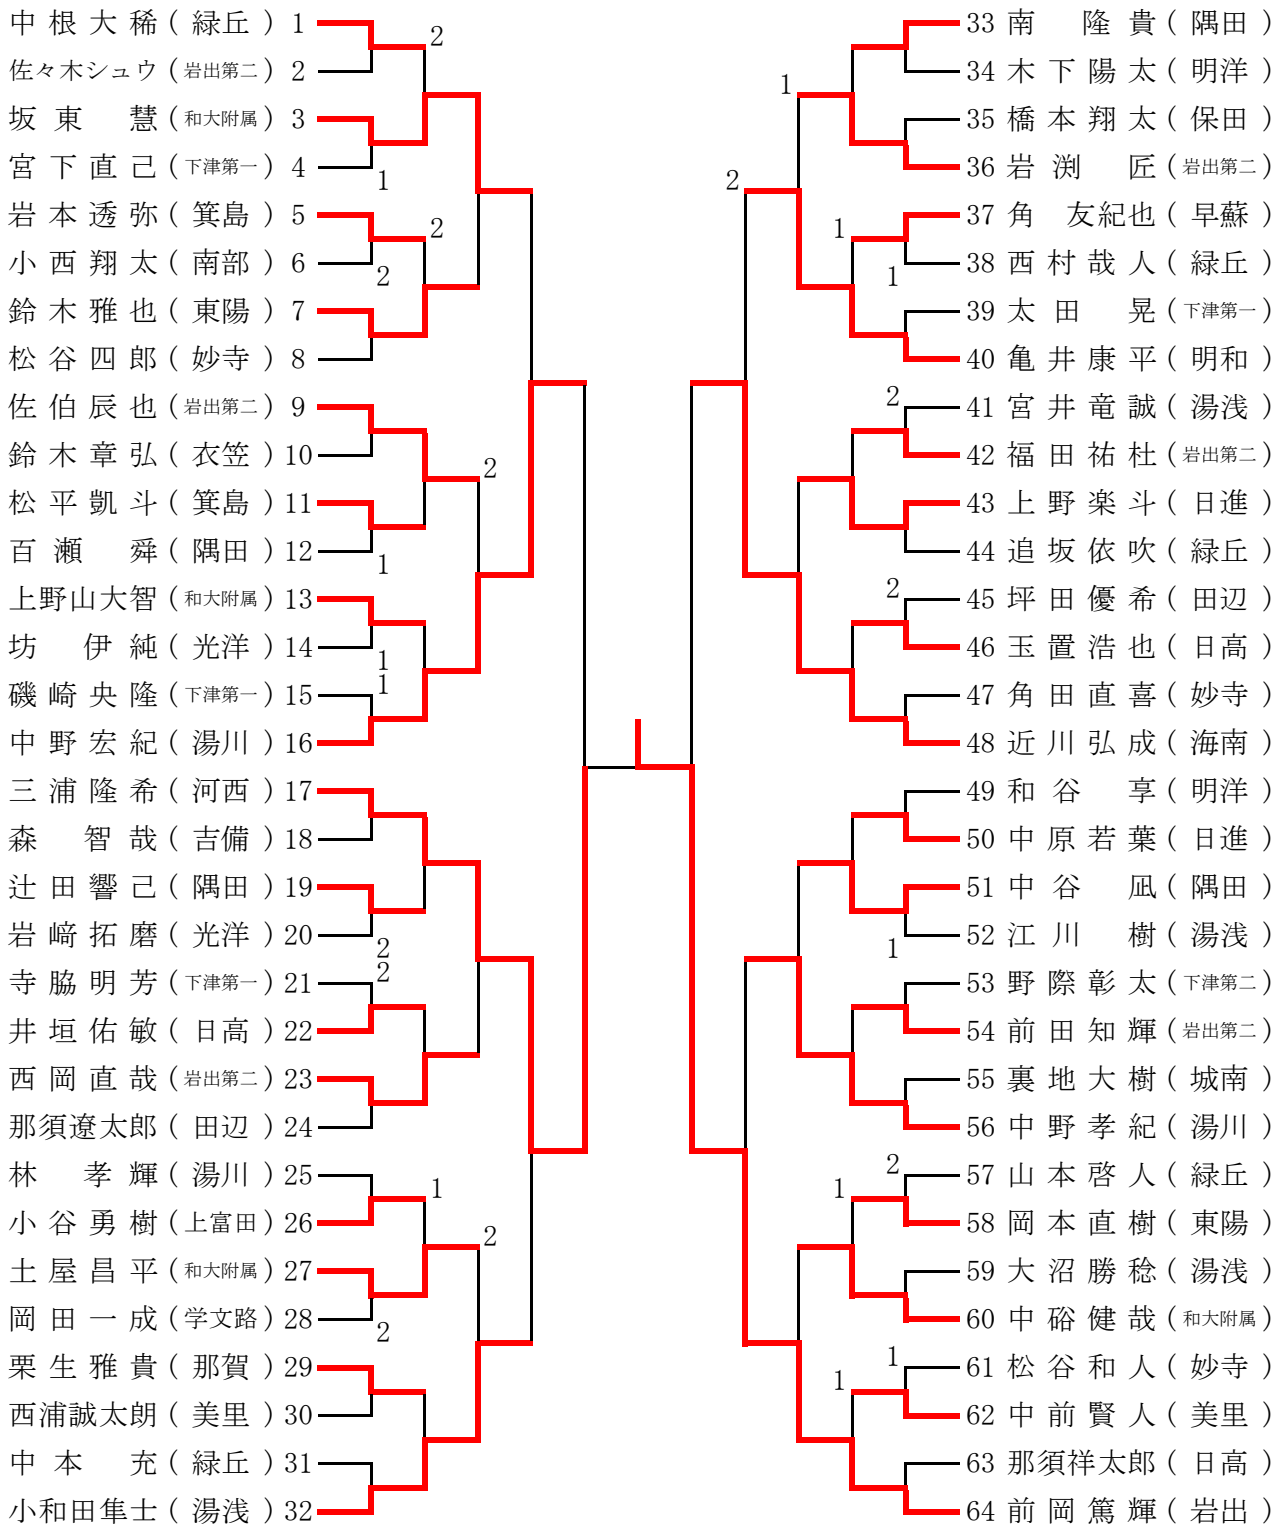 中根大稀(緑丘)1
佐々木シュウ(岩出第二)2
坂東 慧(和大附属)3
宮下直己(下津第一)4
岩本透弥(箕島)5
小西翔太(南部)6
鈴木雅也(東陽)7
松谷四郎(妙寺)8
佐伯辰也(岩出第二)9
鈴木章弘(衣笠)10
松平凱斗(箕島)11
百瀬 舜(隅田)12
上野山大智(和大附属)13
坊 伊純(光洋)14
磯崎央隆(下津第一)15
中野宏紀(湯川)16
三浦隆希(河西)17
森 智哉(吉備)18
辻田響己(隅田)19
岩﨑拓磨(光洋)20
寺脇明芳(下津第一)21
井垣佑敏(日高)22
西岡直哉(岩出第二)23
那須遼太郎(田辺)24
林 孝輝(湯川)25
小谷勇樹(上富田)26
土屋昌平(和大附属)27
岡田一成(学文路)28
栗生雅貴(那賀)29
西浦誠太朗(美里)30
中本 充(緑丘)31
小和田隼士(湯浅)32
2
1
2
2
2
1
1
1
2
2
1
2
2
33 南 隆貴(隅田)
34 木下陽太(明洋)
35 橋本翔太(保田)
36 岩渕 匠(岩出第二)
37 角 友紀也(早蘇)
38 西村哉人(緑丘)
39 太田 晃(下津第一)
40 亀井康平(明和)
41 宮井竜誠(湯浅)
42 福田祐杜(岩出第二)
43 上野楽斗(日進)
44 追坂依吹(緑丘)
45 坪田優希(田辺)
46 玉置浩也(日高)
47 角田直喜(妙寺)
48 近川弘成(海南)
49 和谷 享(明洋)
50 中原若葉(日進)
51 中谷 凪(隅田)
52 江川 樹(湯浅)
53 野際彰太(下津第二)
54 前田知輝(岩出第二)
55 裏地大樹(城南)
56 中野孝紀(湯川)
57 山本啓人(緑丘)
58 岡本直樹(東陽)
59 大沼勝稔(湯浅)
60 中硲健哉(和大附属)
61 松谷和人(妙寺)
62 中前賢人(美里)
63 那須祥太郎(日高)
64 前岡篤輝(岩出)
1
2
1
1
2
2
1
2
1
1
1